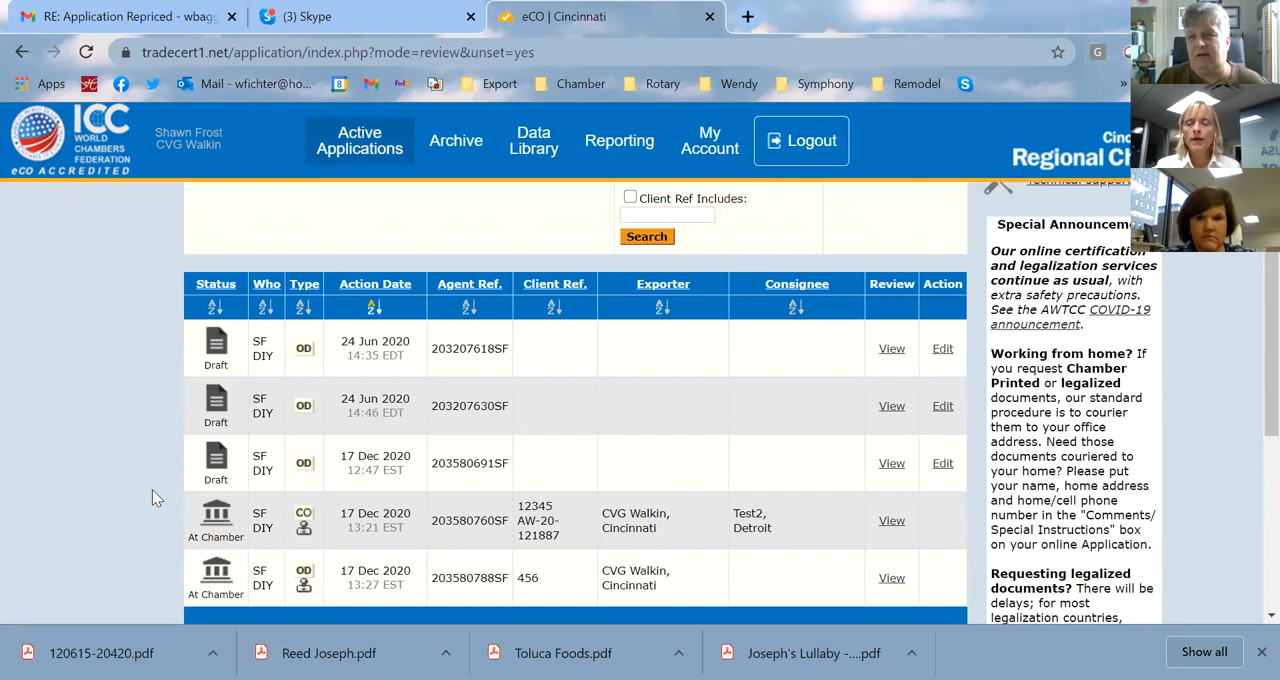 RE: Application Repriced - wbag
(3) Skype
eCO | Cincinnati
tradecert1.net/application/index.php?mode=review&unset=yes
G
Apps
Mail - wfichter@ho...
8
FedEx
Export
Chamber
Rotary
Wendy
Symphony
Remodel
»
ICC
WORLD
CHAMBERS
FEDERATION
eCO ACCREDITED
Shawn Frost
CVG Walkin
Active
Applications
Archive
Data
Library
Reporting
My
Account
Logout
Cinc
Regional Ch
Client Ref Includes:
Search
Technical Support
Special Announcem
Our online certification
and legalization services
continue as usual, with
extra safety precautions.
See the AWTCC COVID-19
announcement.
Working from home? If
you request Chamber
Printed or legalized
documents, our standard
procedure is to courier
them to your office
address. Need those
documents couriered to
your home? Please put
your name, home address
and home/cell phone
number in the "Comments/
Special Instructions" box
on your online Application.
Requesting legalized
documents? There will be
delays; for most
legalization countries,
Status Who Type Action Date Agent Ref. Client Ref. Exporter Consignee Review Action
Draft SF DIY OD 24 Jun 2020 14:35 EDT 203207618SF View Edit
Draft SF DIY OD 24 Jun 2020 14:46 EDT 203207630SF View Edit
Draft SF DIY OD 17 Dec 2020 12:47 EDT 203580691SF View Edit
At Chamber SF DIY CO 17 Dec 2020 13:21 EST 203580760SF 12345 AW-20-121887 CVG Walkin, Cincinnati Test2, Detroit View
At Chamber SF DIY OD 17 Dec 2020 13:27 EST 203580788SF 456 CVG Walkin, Cincinnati View
120615-20420.pdf
Reed Joseph.pdf
Toluca Foods.pdf
Joseph's Lullaby -....pdf
Show all